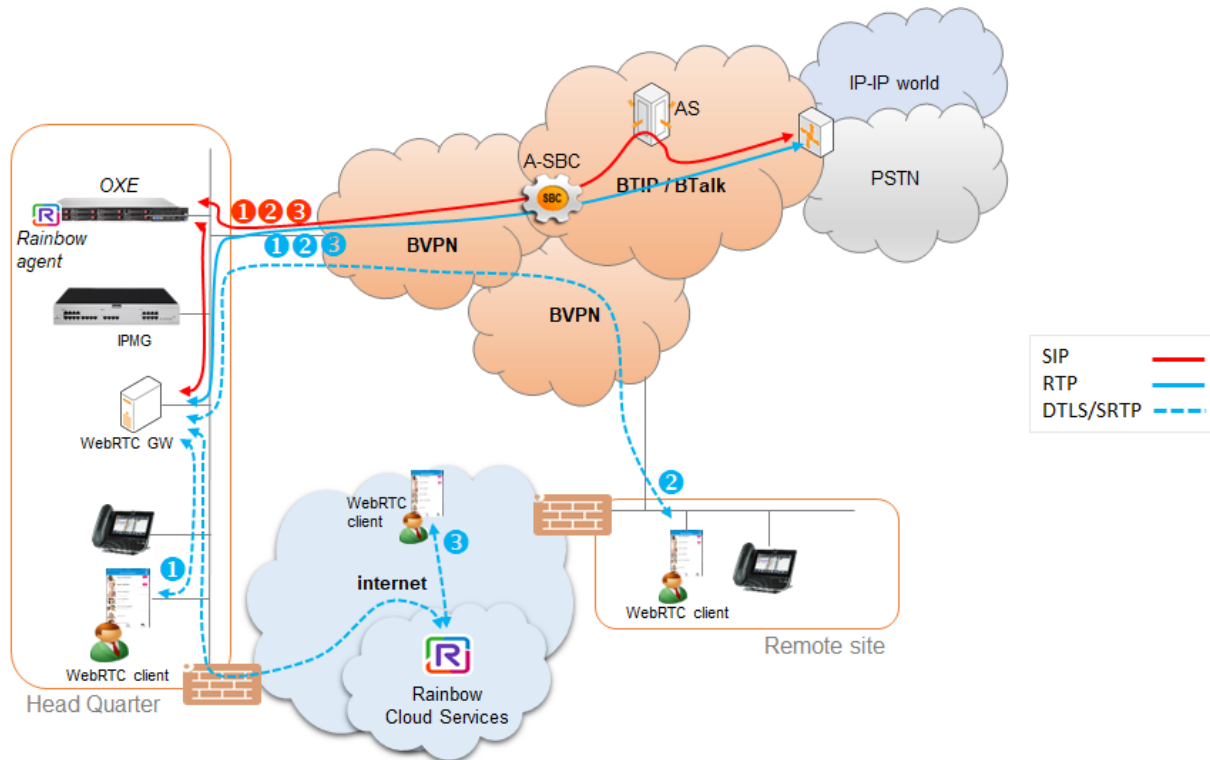 IP-IP world
AS
A-SBC
OXE
SBC
BTIP / BTalk
PSTN
R
Rainbow
agent
1 2 3
1 2 3
BVPN
BVPN
IPMG
SIP
RTP
DTLS/SRTP
WebRTC GW
2
WebRTC
client
3
1
internet
WebRTC client
Remote site
R
WebRTC client
Rainbow
Cloud Services
Head Quarter